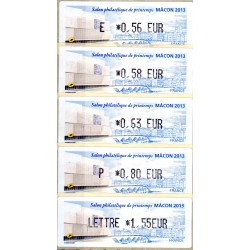 Salon philatélique de printemps MÂCON 2013
E *0,56 EUR
Salon philatélique de printemps MÂCON 2013
*0,58 EUR
Salon philatélique de printemps MÂCON 2013
*0,63 EUR
Salon philatélique de printemps MÂCON 2013
P *0,80 EUR
FRANCE
Salon philatélique de printemps MÂCON 2013
LETTRE *1,55EUR